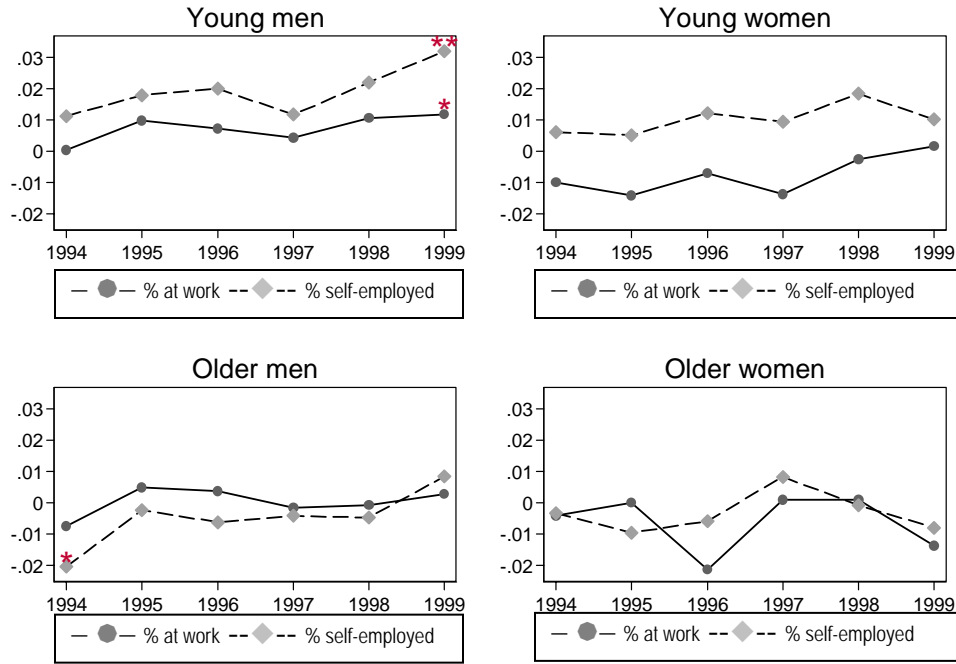 Young men
.03
.02
.01
0
-.01
-.02
**
*
1994 1995 1996 1997 1998 1999
% at work % self-employed
Young women
.03
.02
.01
0
-.01
-.02
1994 1995 1996 1997 1998 1999
% at work % self-employed
Older men
.03
.02
.01
0
-.01
-.02
*
1994 1995 1996 1997 1998 1999
% at work % self-employed
Older women
.03
.02
.01
0
-.01
-.02
1994 1995 1996 1997 1998 1999
% at work % self-employed